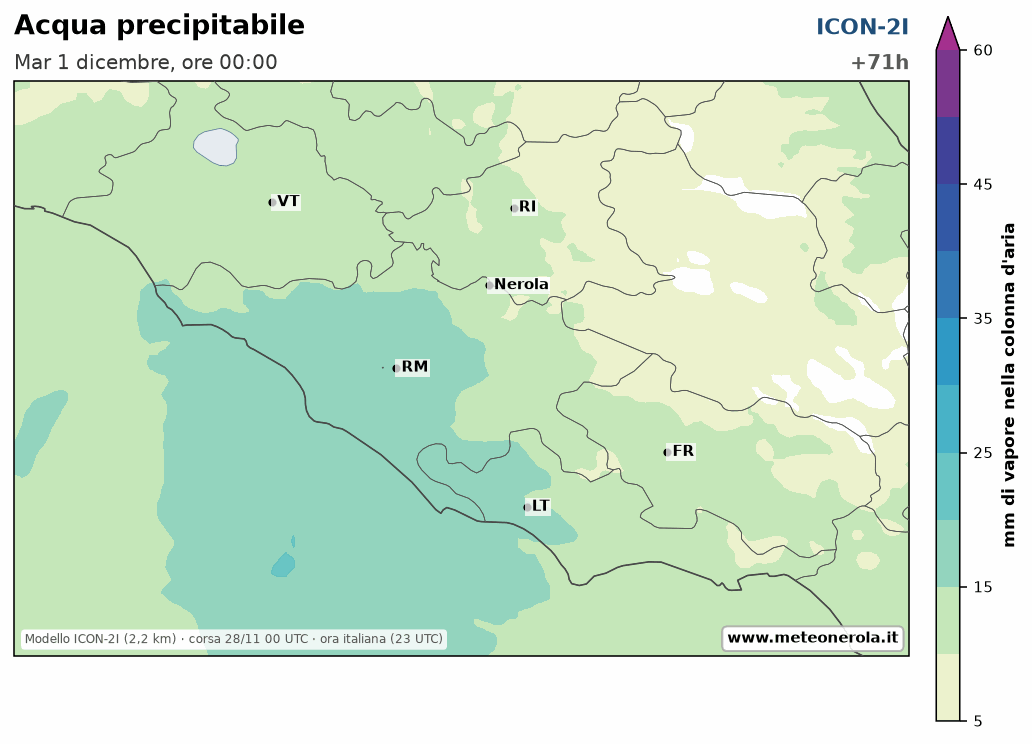 Acqua precipitabile
ICON-2I
Mar 1 dicembre, ore 00:00
+71h
60
45
35
25
15
5
mm di vapore nella colonna d'aria
VT
RI
Nerola
RM
FR
LT
Modello ICON-2I (2,2 km) · corsa 28/11 00 UTC · ora italiana (23 UTC)
www.meteonerola.it